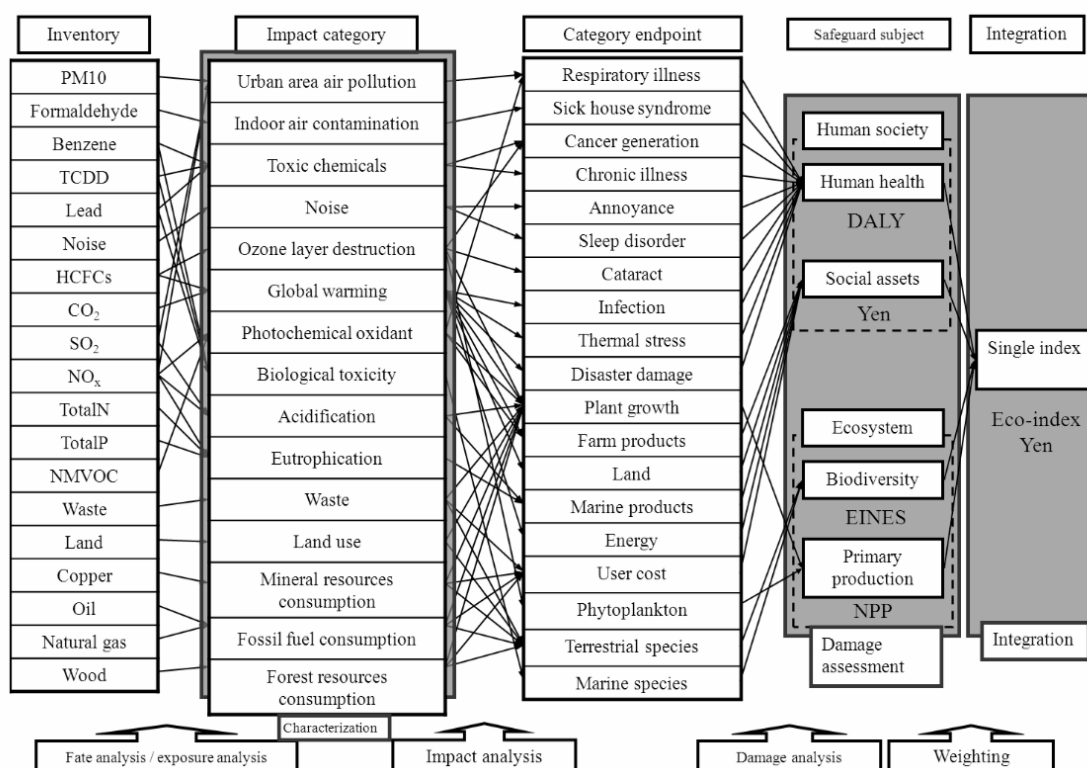 Inventory
Impact category
Category endpoint
Safeguard subject
Integration
PM10
Formaldehyde
Benzene
TCDD
Lead
Noise
HCFCs
CO₂
SO₂
NOₓ
TotalN
TotalP
NMVOC
Waste
Land
Copper
Oil
Natural gas
Wood
Urban area air pollution
Indoor air contamination
Toxic chemicals
Noise
Ozone layer destruction
Global warming
Photochemical oxidant
Biological toxicity
Acidification
Eutrophication
Waste
Land use
Mineral resources
consumption
Fossil fuel consumption
Forest resources
consumption
Characterization
Respiratory illness
Sick house syndrome
Cancer generation
Chronic illness
Annoyance
Sleep disorder
Cataract
Infection
Thermal stress
Disaster damage
Plant growth
Farm products
Land
Marine products
Energy
User cost
Phytoplankton
Terrestrial species
Marine species
Human society
Human health
DALY
Social assets
Yen
Ecosystem
Biodiversity
EINES
Primary
production
NPP
Damage
assessment
Single index
Eco-index
Yen
Integration
Fate analysis / exposure analysis
Impact analysis
Damage analysis
Weighting